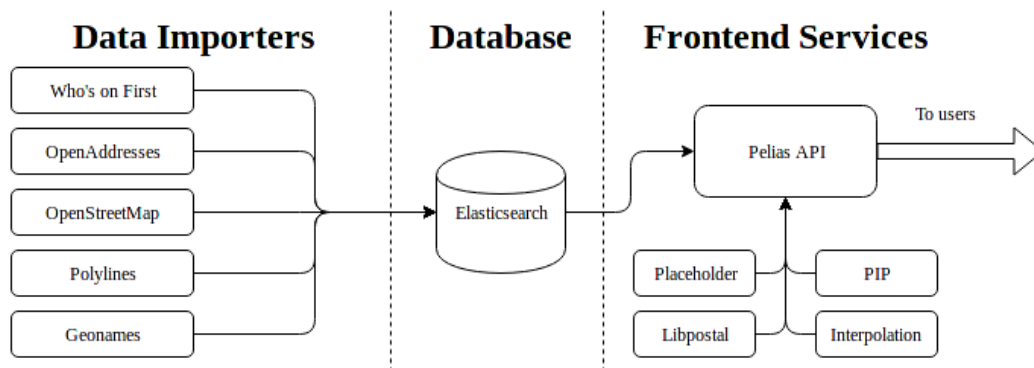 Data Importers
Database
Frontend Services
Who's on First
OpenAddresses
OpenStreetMap
Polylines
Geonames
Elasticsearch
Pelias API
To users
Placeholder
PIP
Libpostal
Interpolation